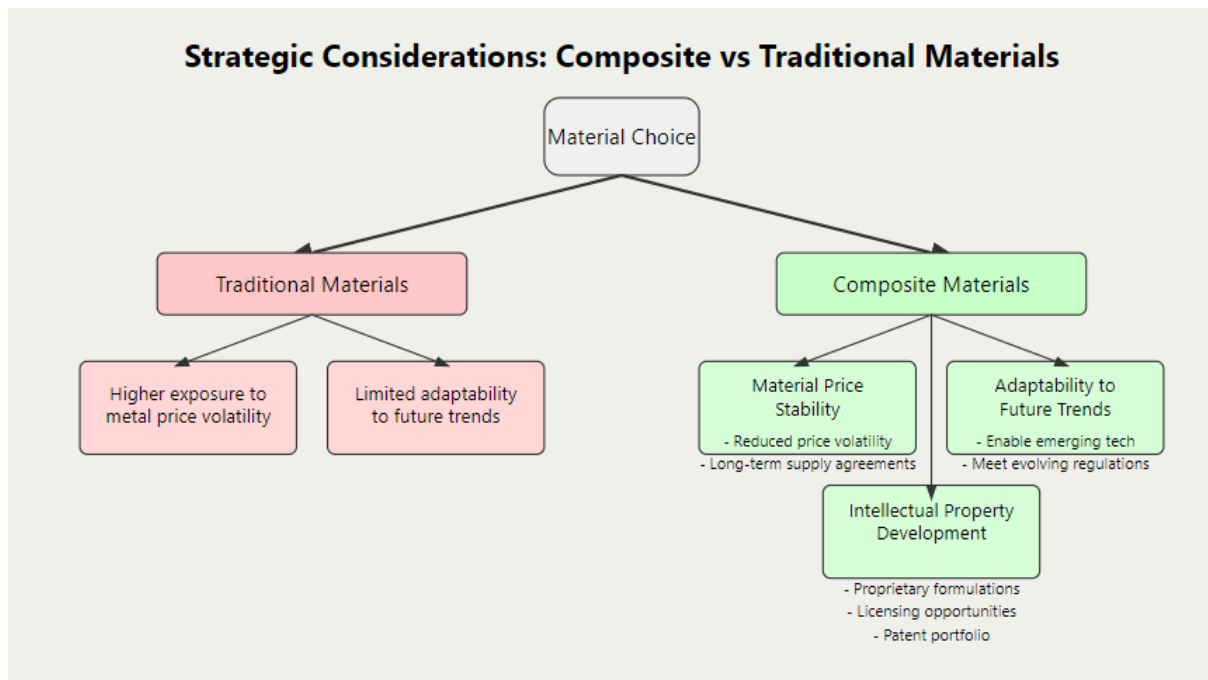 Strategic Considerations: Composite vs Traditional Materials
Material Choice
Traditional Materials
Composite Materials
Higher exposure to
metal price volatility
Limited adaptability
to future trends
Material Price
Stability
- Reduced price volatility
- Long-term supply agreements
Adaptability to
Future Trends
- Enable emerging tech
- Meet evolving regulations
Intellectual Property
Development
- Proprietary formulations
- Licensing opportunities
- Patent portfolio